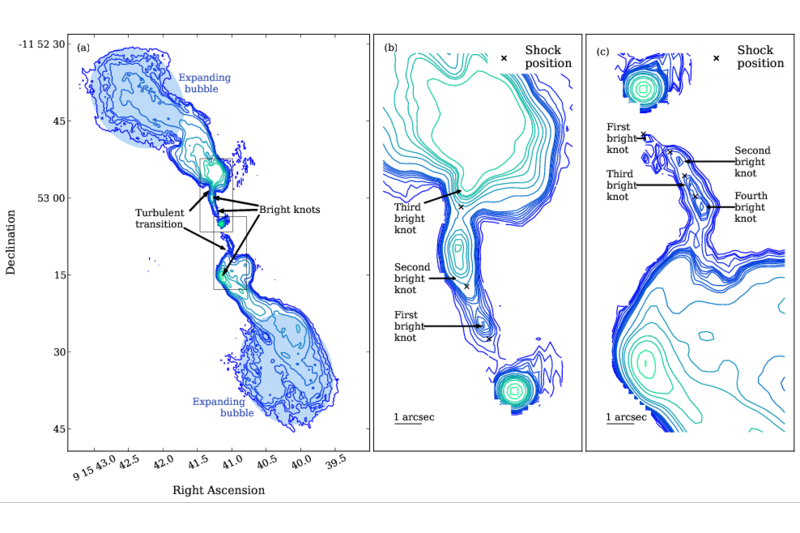 (a)
-11 52 30
45
53 00
15
30
45
Declination
9 15 43.0
42.5
42.0
41.5
41.0
40.5
40.0
39.5
Right Ascension
Expanding
bubble
Turbulent
transition
Bright knots
Expanding
bubble
(b)
Shock
position
Third
bright
knot
Second
bright
knot
First
bright
knot
1 arcsec
(c)
Shock
position
First
bright
knot
Second
bright
knot
Third
bright
knot
Fourth
bright
knot
1 arcsec